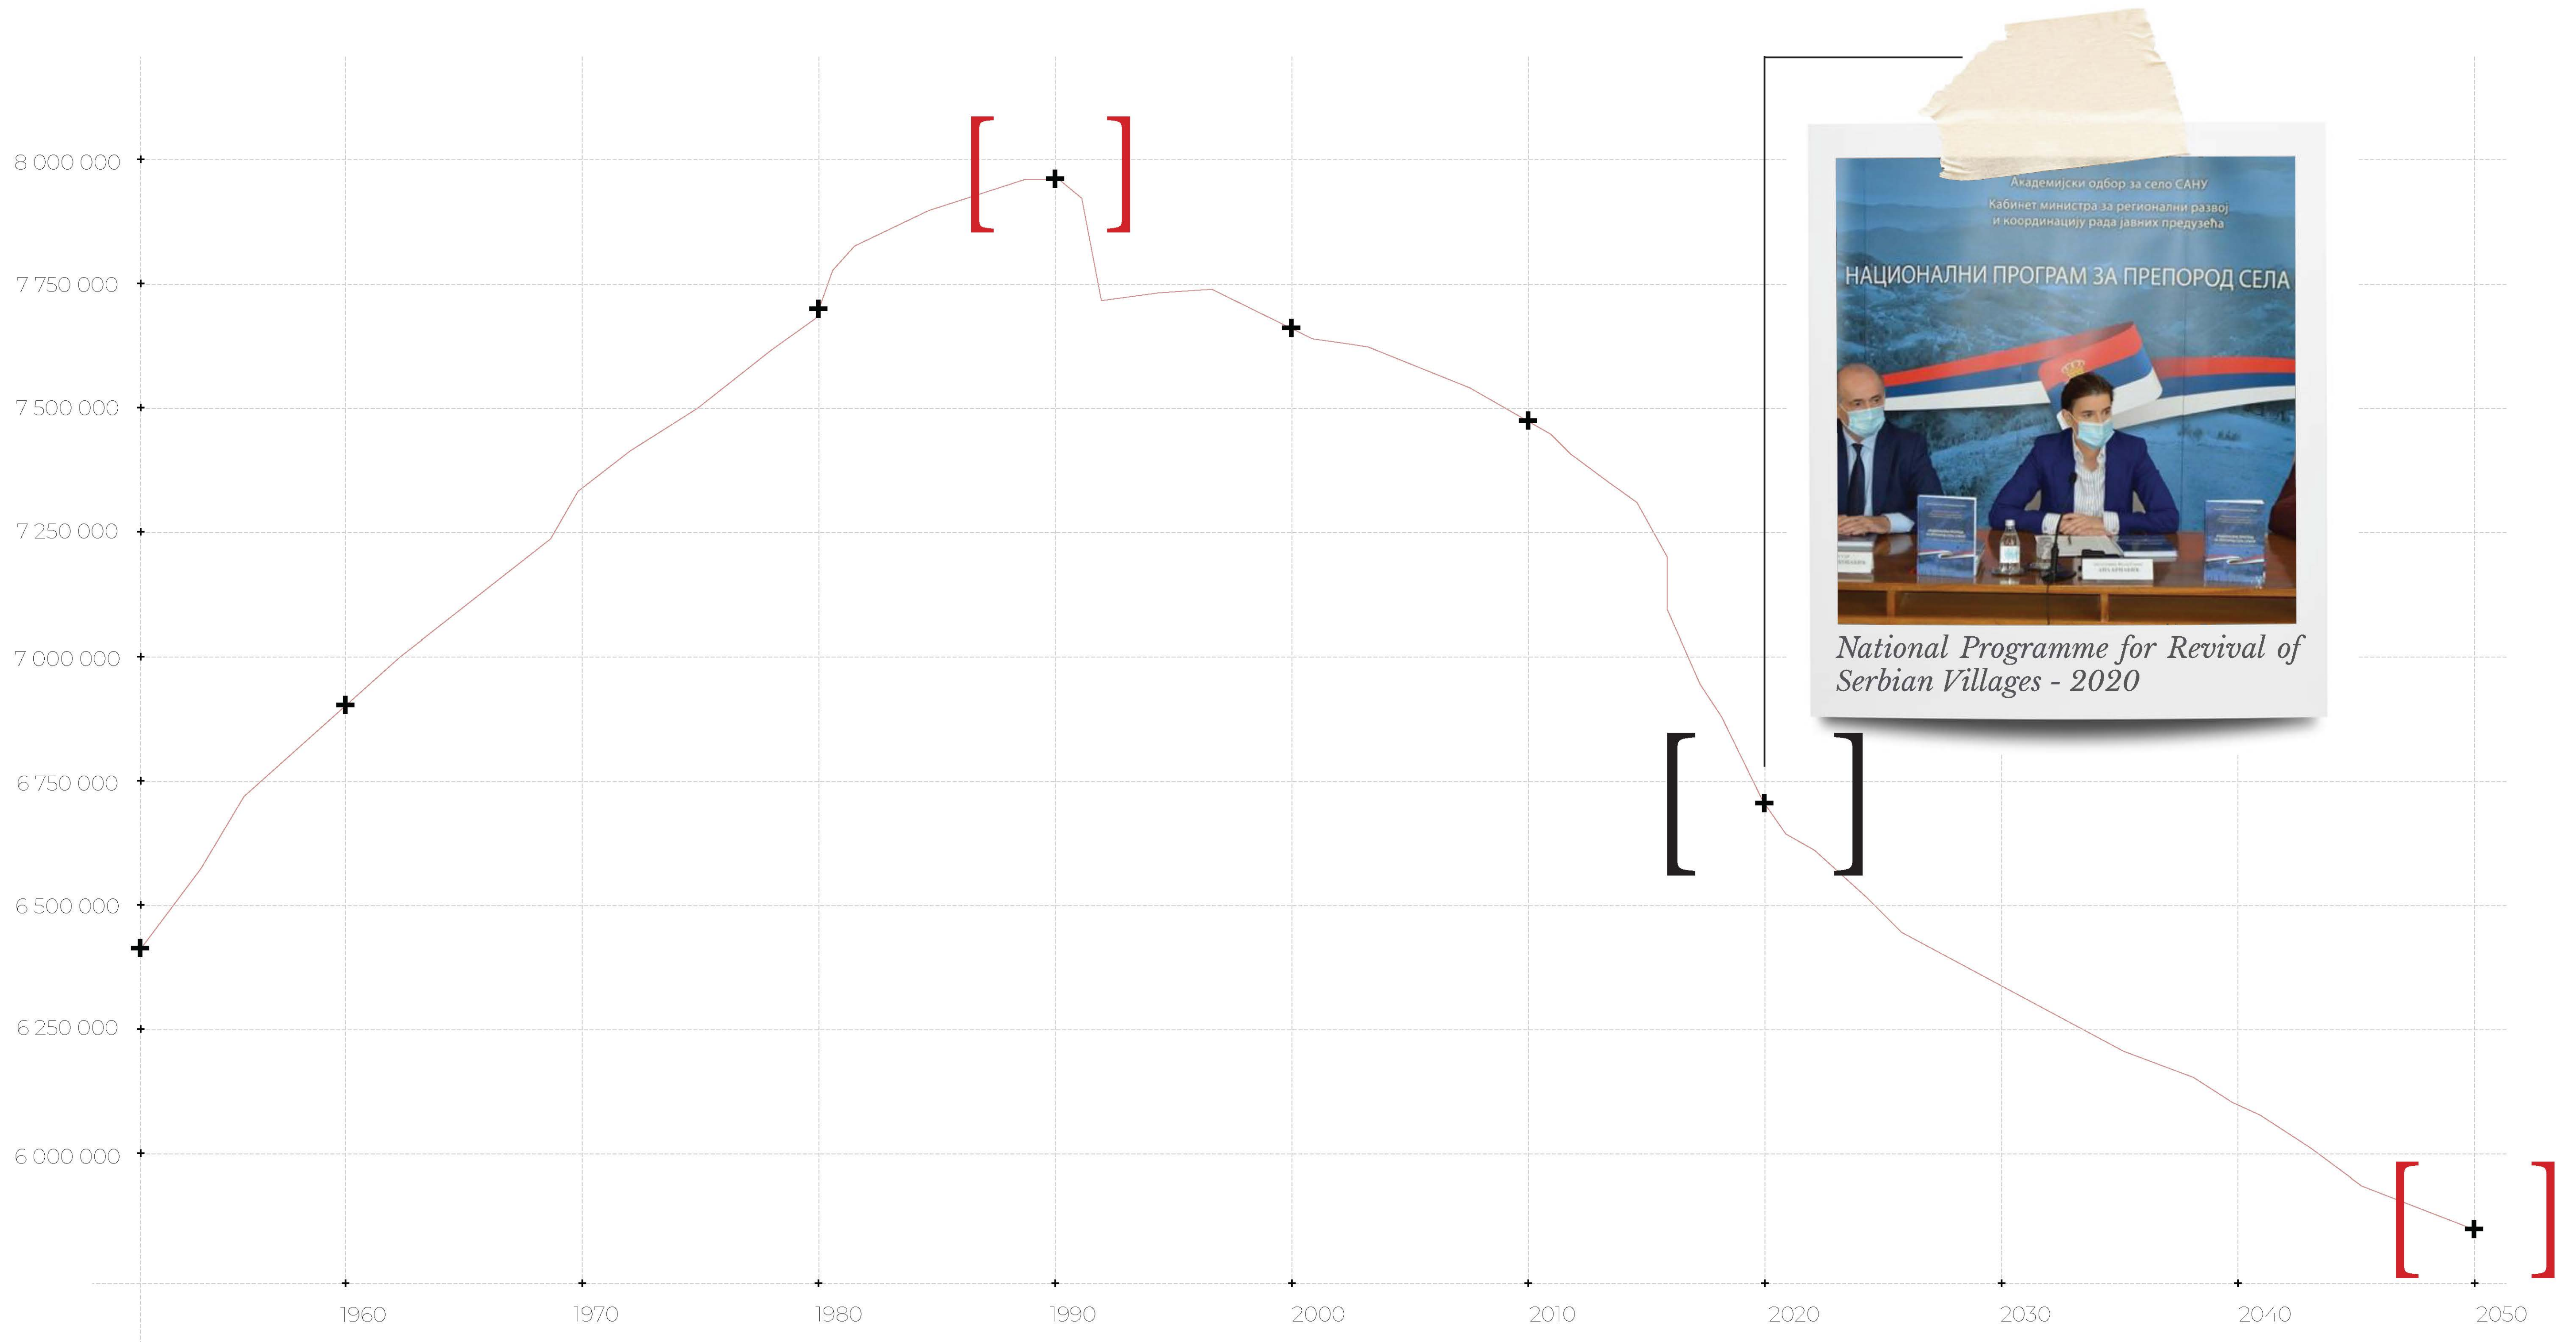 8 000 000
7 750 000
7 500 000
7 250 000
7 000 000
6 750 000
6 500 000
6 250 000
6 000 000
1960
1970
1980
1990
2000
2010
2020
2030
2040
2050
Академијски одбор за село САНУ
Кабинет министра за регионални развој
и координацију рада јавних предузећа
НАЦИОНАЛНИ ПРОГРАМ ЗА ПРЕПОРОД СЕЛА
National Programme for Revival of
Serbian Villages - 2020